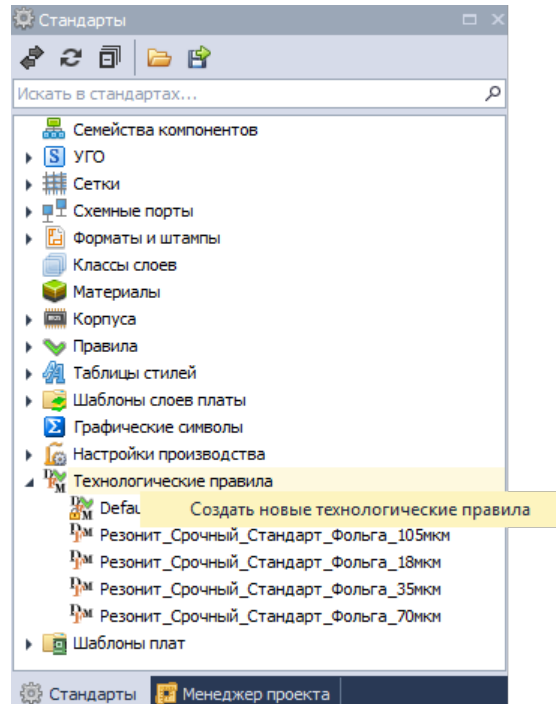 Стандарты
Искать в стандартах...
Семейства компонентов
УГО
Сетки
Схемные порты
Форматы и штампы
Классы слоев
Материалы
Корпуса
Правила
Таблицы стилей
Шаблоны слоев платы
Графические символы
Настройки производства
Технологические правила
Defau
Создать новые технологические правила
Резонит_Срочный_Стандарт_Фольга_105мкм
Резонит_Срочный_Стандарт_Фольга_18мкм
Резонит_Срочный_Стандарт_Фольга_35мкм
Резонит_Срочный_Стандарт_Фольга_70мкм
Шаблоны плат
Стандарты Менеджер проекта